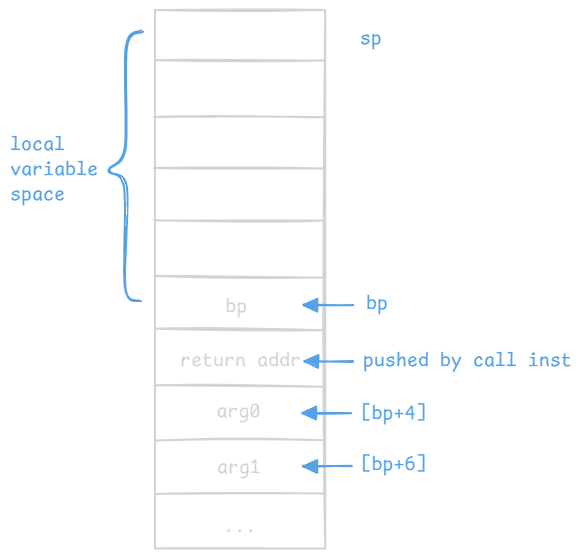 sp
local
variable
space
bp
bp
return addr
pushed by call inst
arg0
[bp+4]
arg1
[bp+6]
...